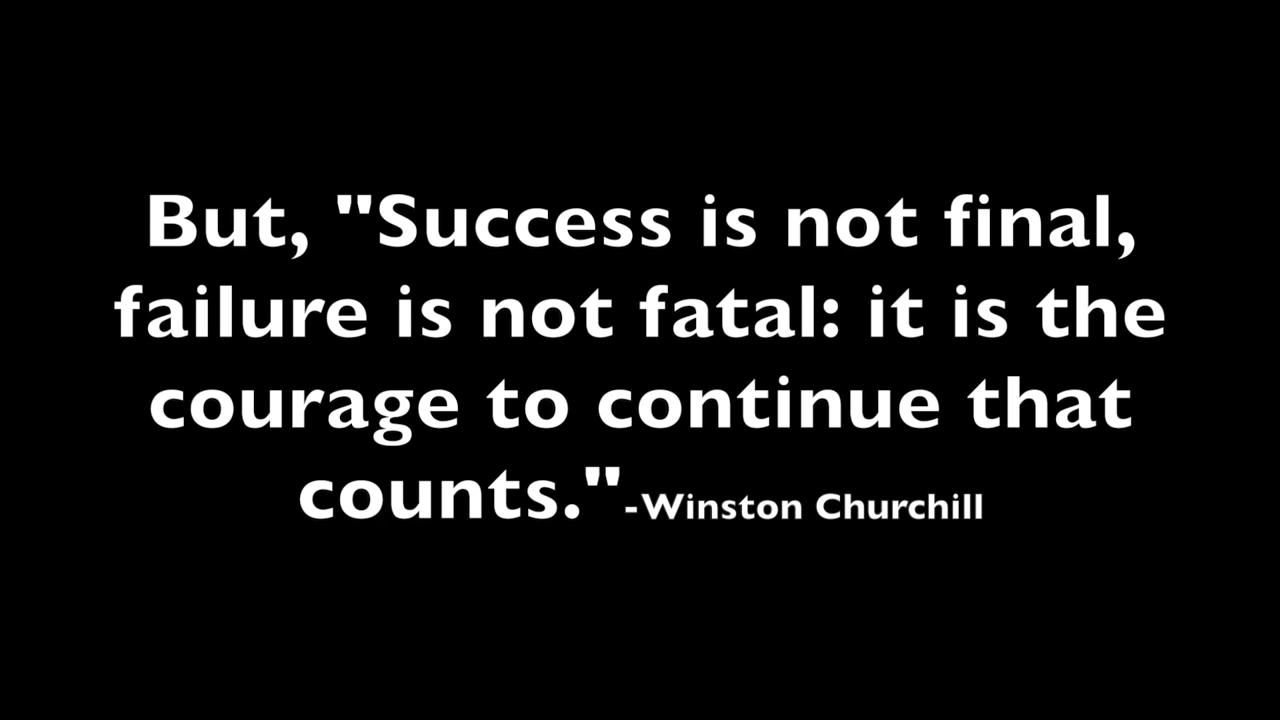 But, "Success is not final,
failure is not fatal: it is the
courage to continue that
counts."-Winston Churchill